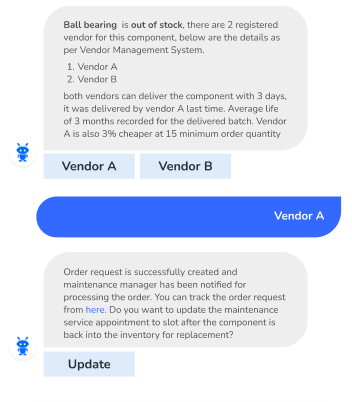 Ball bearing is out of stock, there are 2 registered
vendor for this component, below are the details as
per Vendor Management System.
1. Vendor A
2. Vendor B
both vendors can deliver the component with 3 days,
it was delivered by vendor A last time. Average life
of 3 months recorded for the delivered batch. Vendor
A is also 3% cheaper at 15 minimum order quantity
Vendor A
Vendor B
Vendor A
Order request is successfully created and
maintenance manager has been notified for
processing the order. You can track the order request
from here. Do you want to update the maintenance
service appointment to slot after the component is
back into the inventory for replacement?
Update